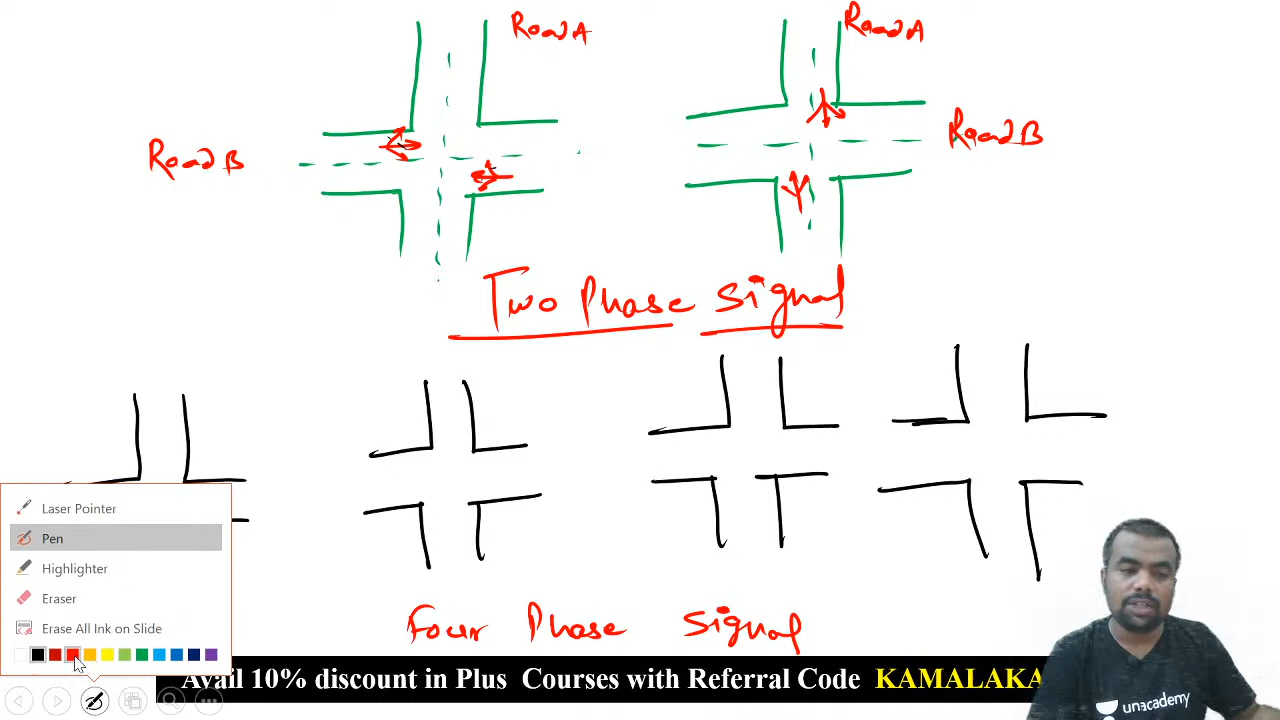 Road A
Road A
Road B
Road B
Two Phase Signal
Laser Pointer
Pen
Highlighter
Eraser
Erase All Ink on Slide
Four Phase Signal
Avail 10% discount in Plus Courses with Referral Code KAMALAKA
unacademy